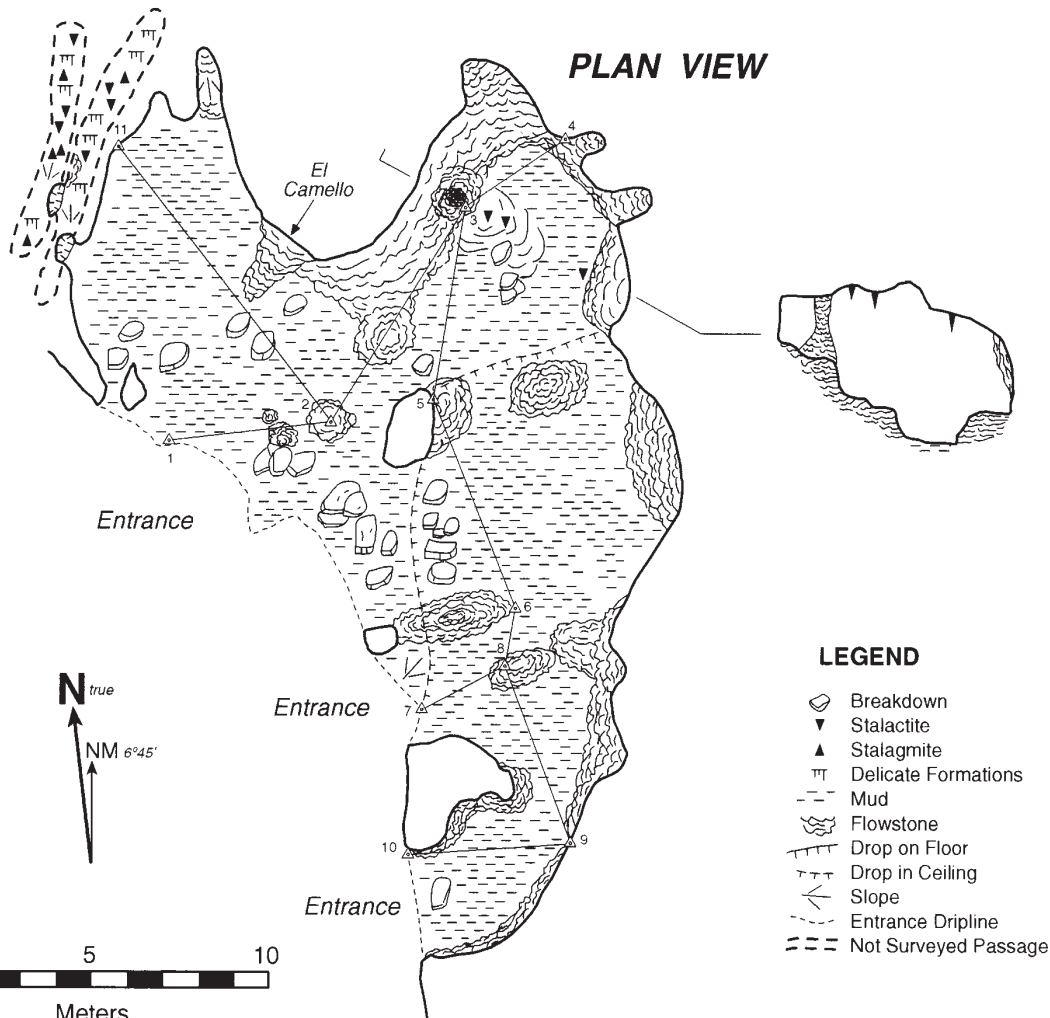 PLAN VIEW
11
4
El
Camello
3
5
2
1
Entrance
6
8
Entrance
7
10
9
Entrance
N true
NM 6°45'
5
10
Meters
LEGEND
Breakdown
Stalactite
Stalagmite
Delicate Formations
Mud
Flowstone
Drop on Floor
Drop in Ceiling
Slope
Entrance Dripline
Not Surveyed Passage